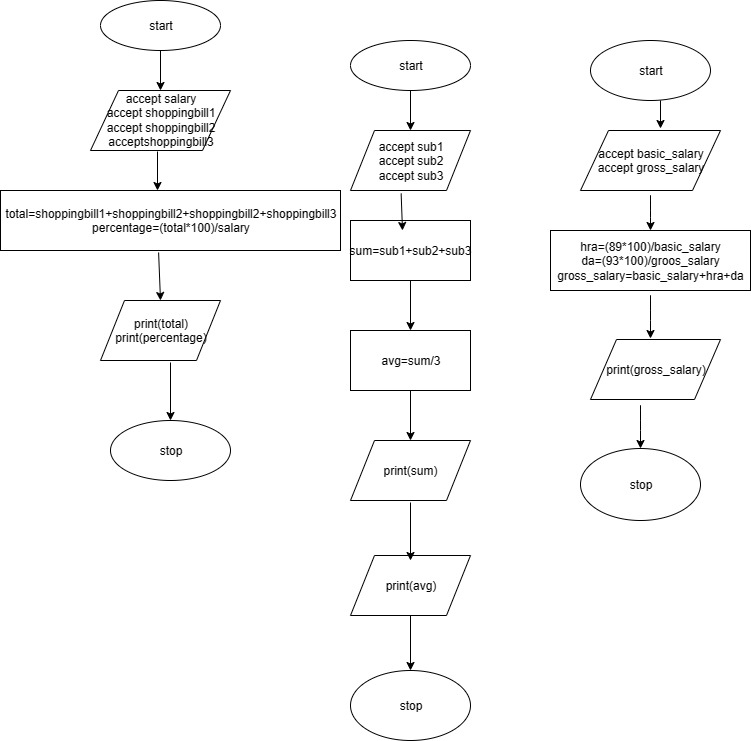 start
accept salary
accept shoppingbill1
accept shoppingbill2
acceptshoppingbill3
total=shoppingbill1+shoppingbill2+shoppingbill2+shoppingbill3
percentage=(total*100)/salary
print(total)
print(percentage)
stop
start
accept sub1
accept sub2
accept sub3
sum=sub1+sub2+sub3
avg=sum/3
print(sum)
print(avg)
stop
start
accept basic_salary
accept gross_salary
hra=(89*100)/basic_salary
da=(93*100)/groos_salary
gross_salary=basic_salary+hra+da
print(gross_salary)
stop